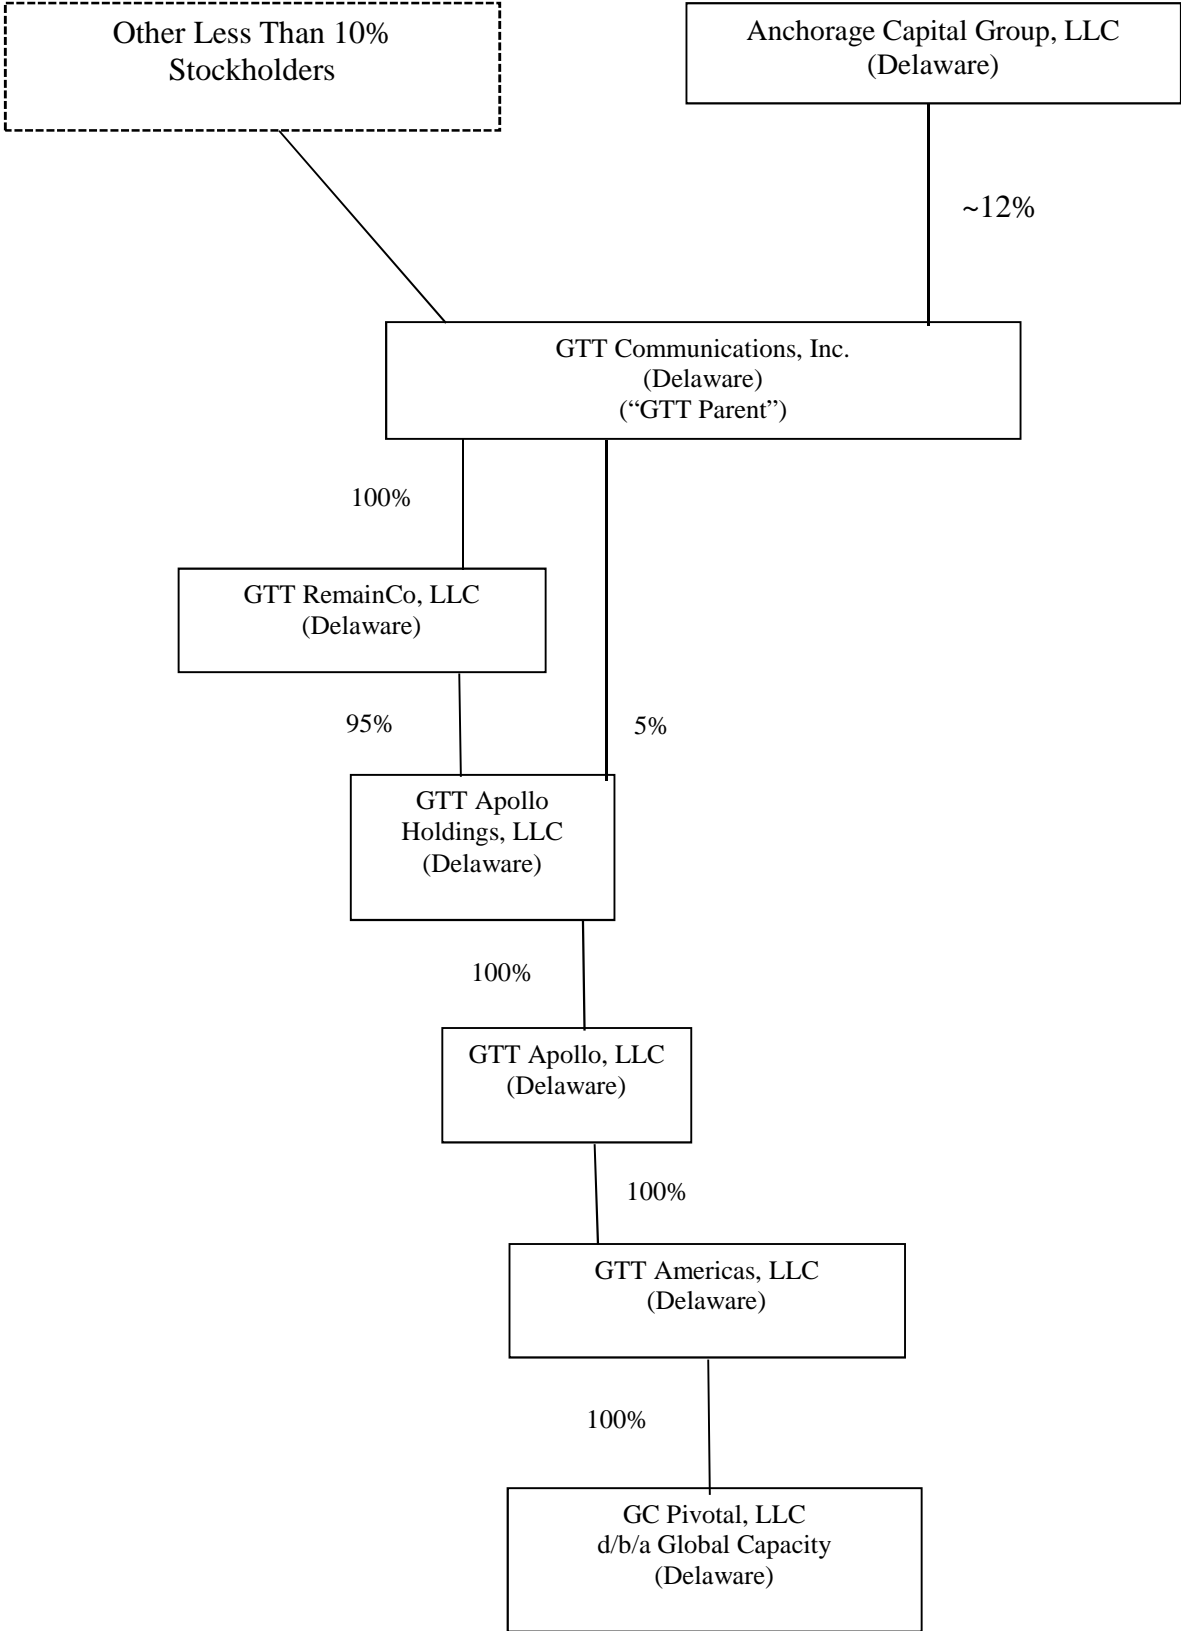 Other Less Than 10%
Stockholders
Anchorage Capital Group, LLC
(Delaware)
~12%
GTT Communications, Inc.
(Delaware)
(“GTT Parent”)
100%
GTT RemainCo, LLC
(Delaware)
95%
5%
GTT Apollo
Holdings, LLC
(Delaware)
100%
GTT Apollo, LLC
(Delaware)
100%
GTT Americas, LLC
(Delaware)
100%
GC Pivotal, LLC
d/b/a Global Capacity
(Delaware)